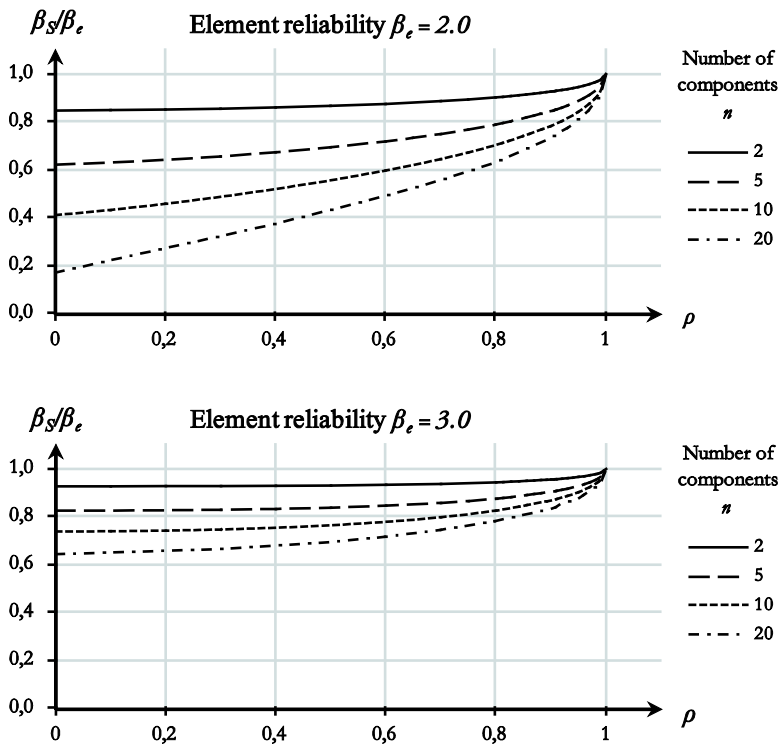 βS/βe
Element reliability βe = 2.0
1,0
0,8
0,6
0,4
0,2
0,0
0 0,2 0,4 0,6 0,8 1
ρ
Number of
components
n
2
5
10
20
βS/βe
Element reliability βe = 3.0
1,0
0,8
0,6
0,4
0,2
0,0
0 0,2 0,4 0,6 0,8 1
ρ
Number of
components
n
2
5
10
20